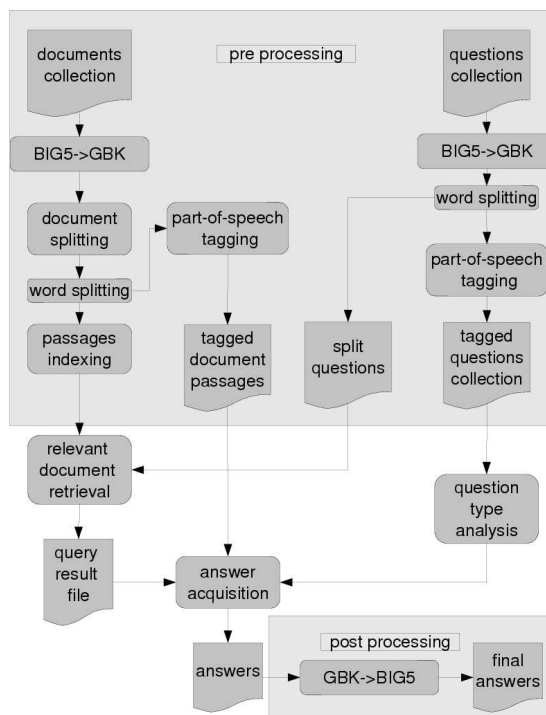 documents
collection
pre processing
questions
collection
BIG5->GBK
BIG5->GBK
document
splitting
part-of-speech
tagging
word splitting
word splitting
part-of-speech
tagging
passages
indexing
tagged
document
passages
split
questions
tagged
questions
collection
relevant
document
retrieval
question
type
analysis
query
result
file
answer
acquisition
post processing
answers
GBK->BIG5
final
answers